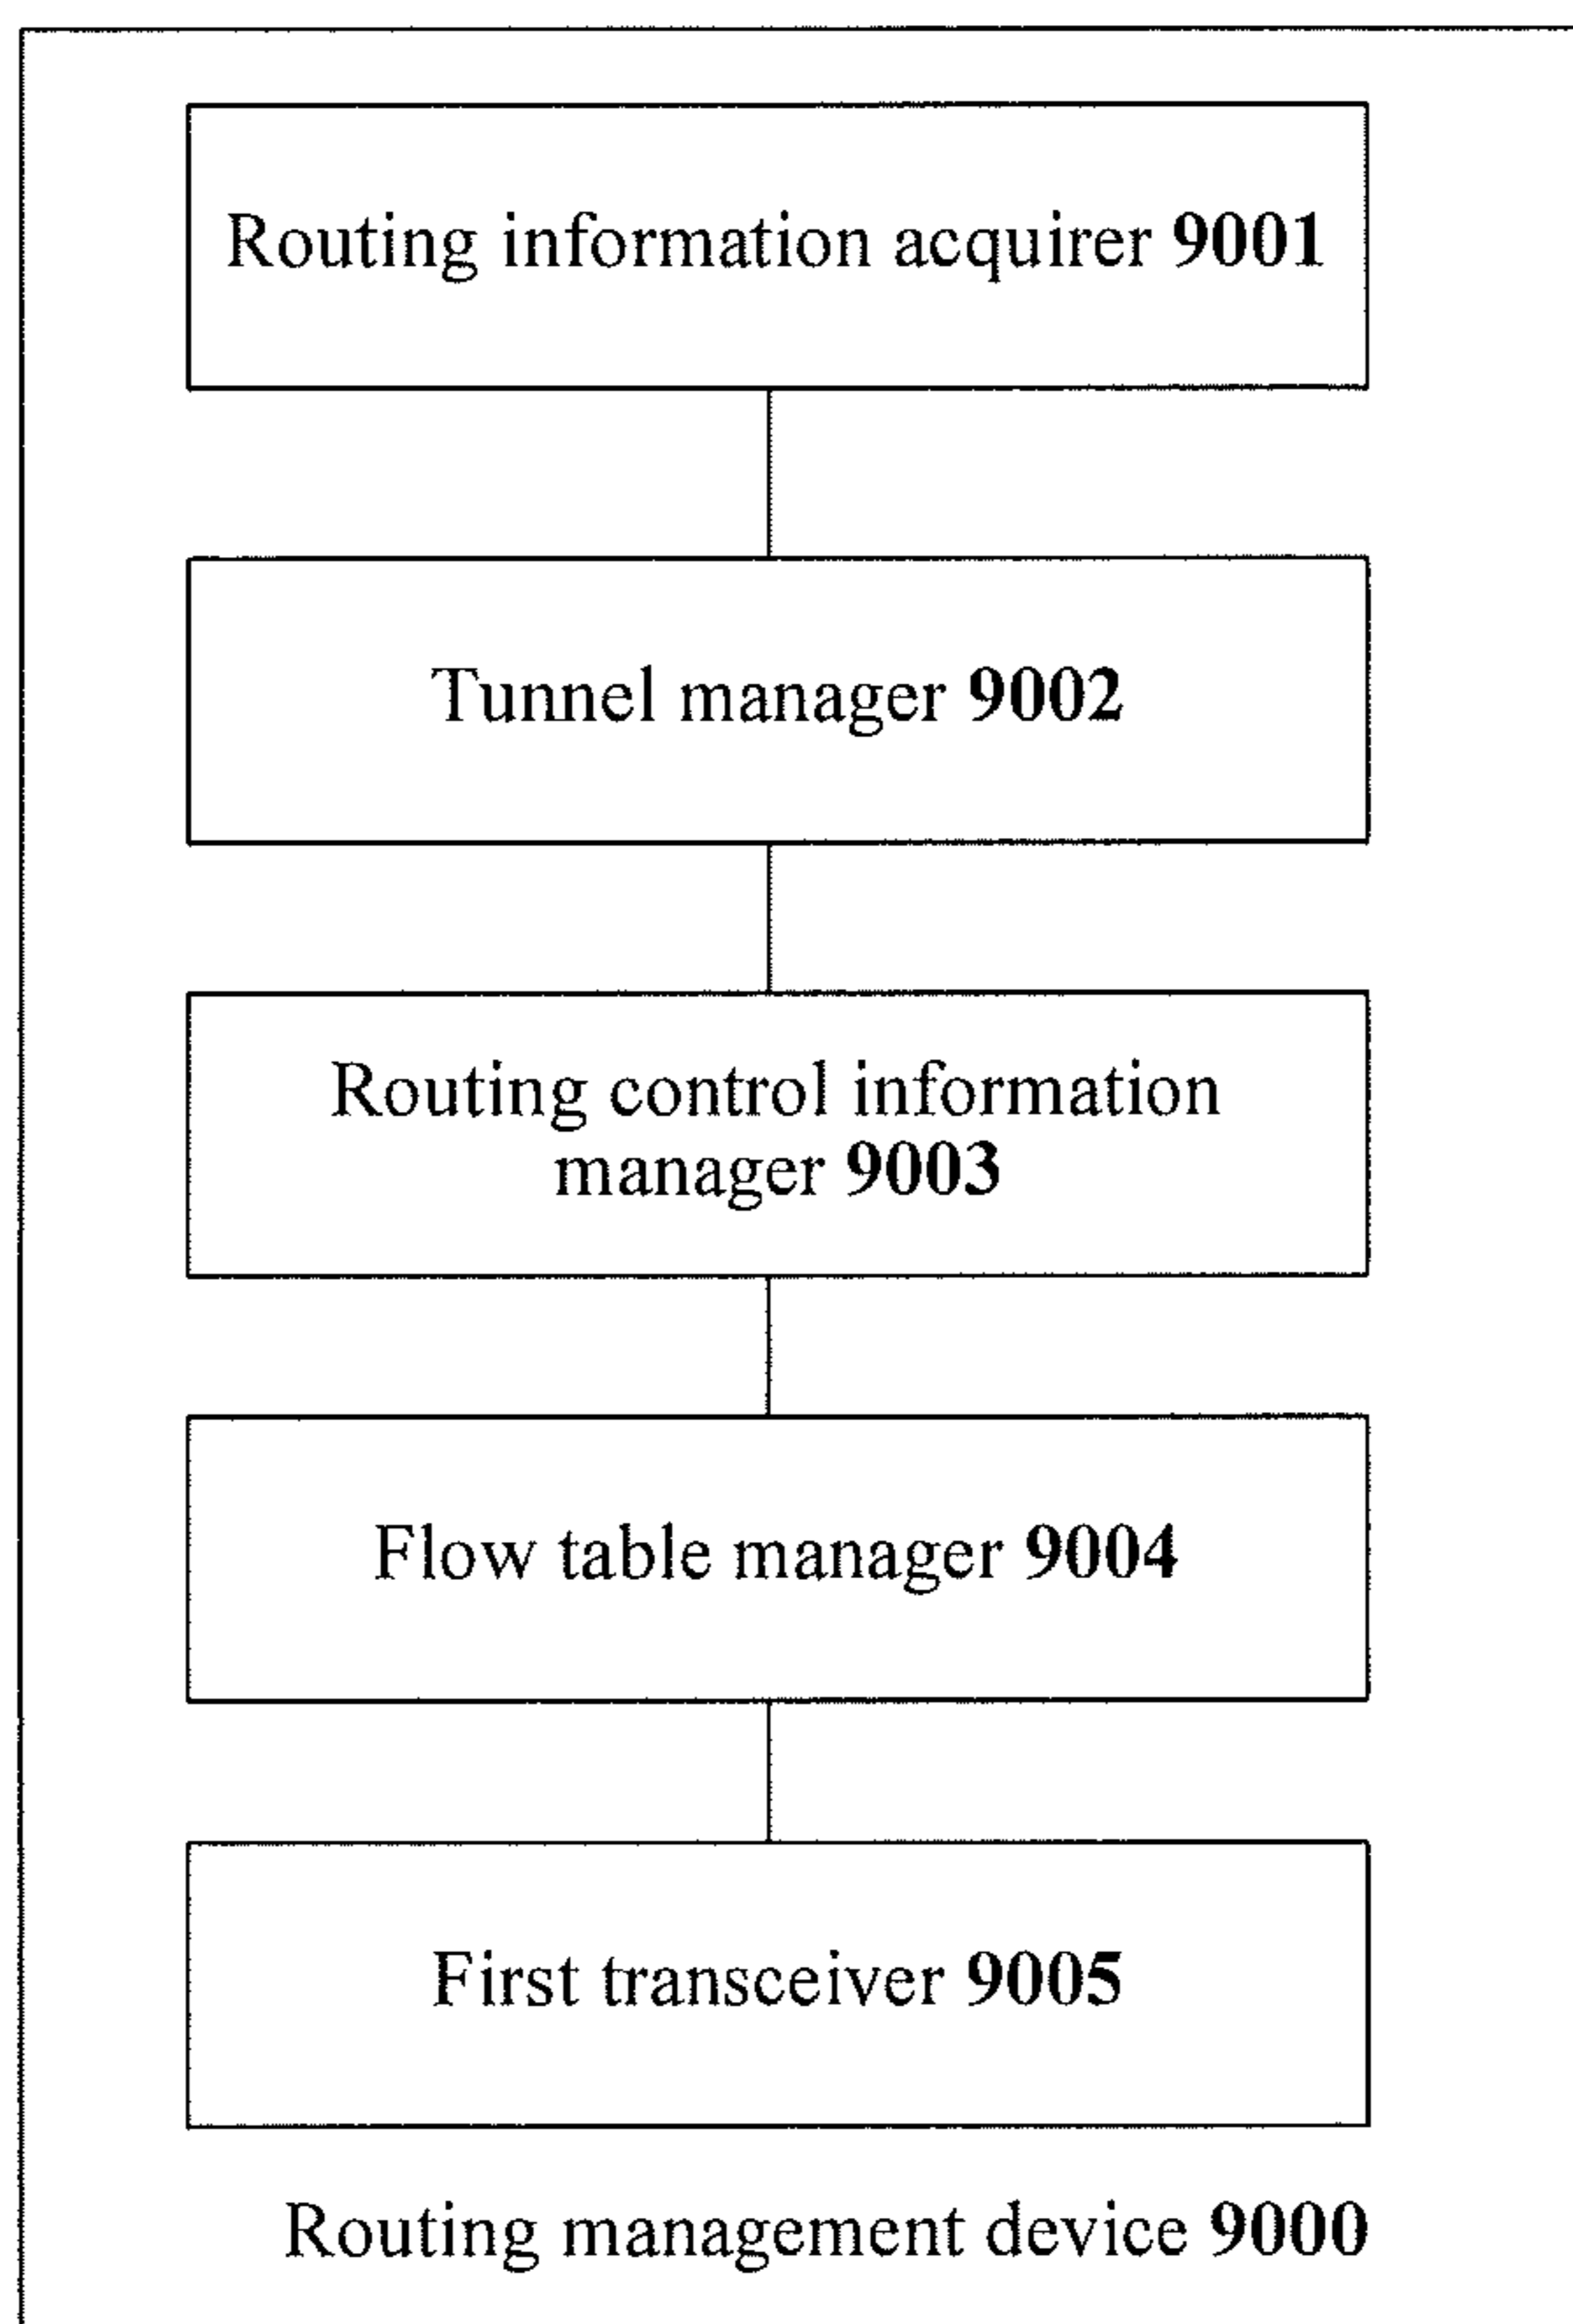 Routing information acquirer 9001
Tunnel manager 9002
Routing control information
manager 9003
Flow table manager 9004
First transceiver 9005
Routing management device 9000